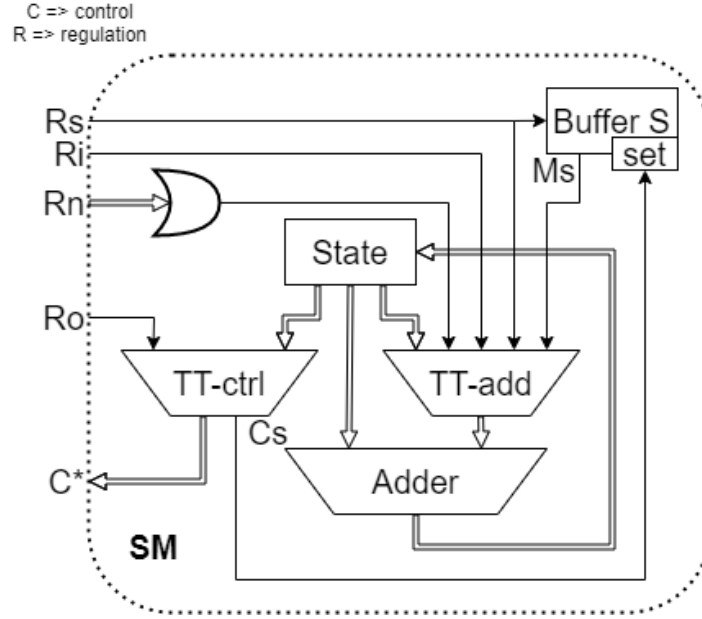 C => control
R => regulation
Rs
Buffer S
Ri
set
Ms
Rn
State
Ro
TT-ctrl
TT-add
Cs
C*
Adder
SM